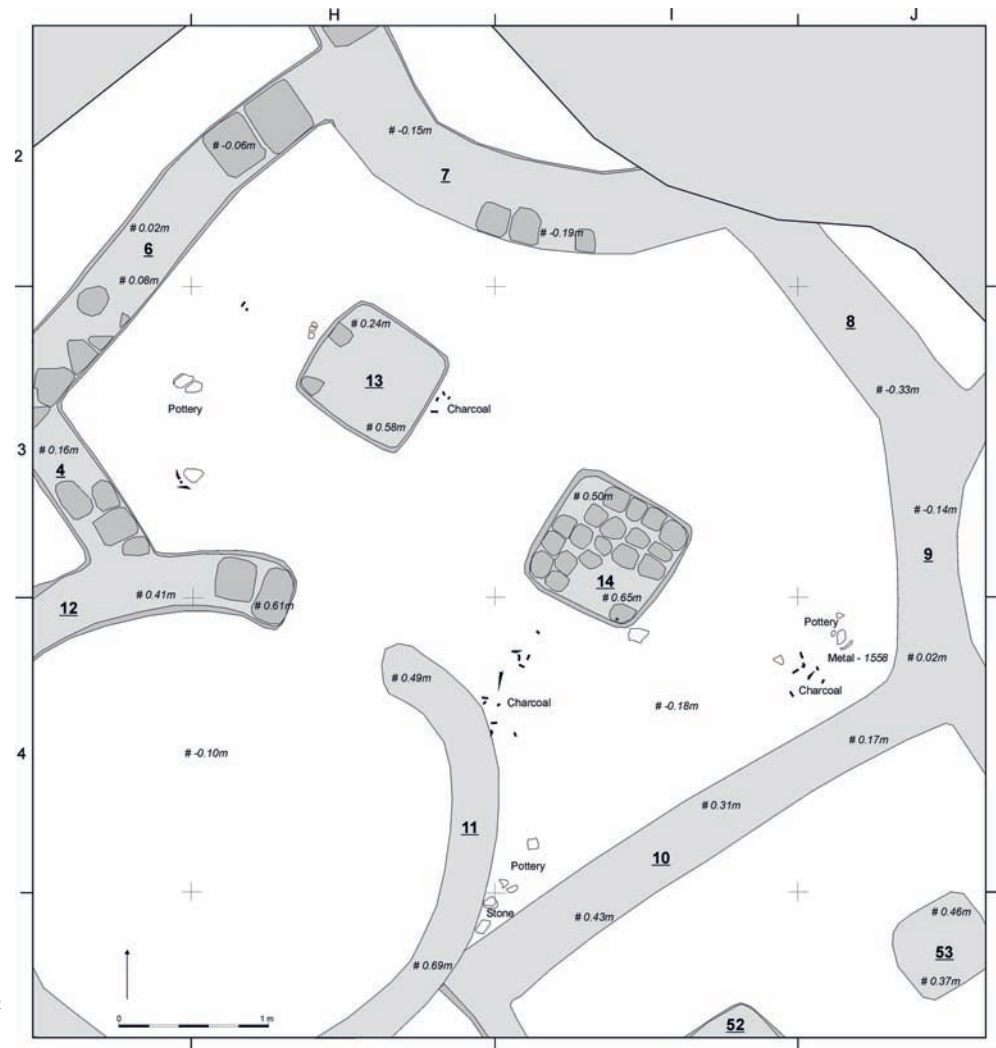 H I J
2
# -0.15m
# -0.06m
7
# 0.02m
# -0.19m
6
# 0.08m
# 0.24m
8
13
# -0.33m
Pottery
Charcoal
# 0.58m
3
# 0.16m
4
# 0.50m
# -0.14m
9
14
# 0.41m
# 0.61m
# 0.65m
12
Pottery
Metal - 1558
# 0.02m
# 0.49m
Charcoal
Charcoal
# -0.18m
# 0.17m
4
# -0.10m
# 0.31m
11
10
Pottery
Stone
# 0.43m
# 0.46m
53
# 0.69m
# 0.37m
0 1 m
52